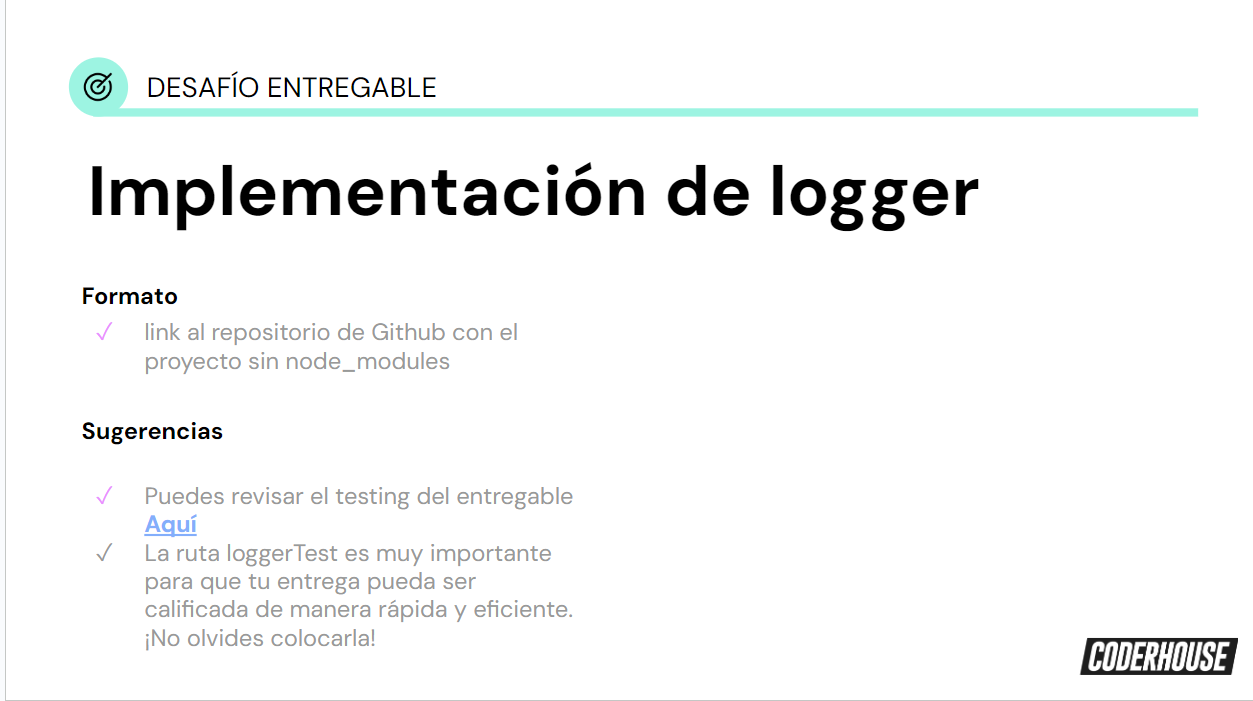 DESAFÍO ENTREGABLE
Implementación de logger
Formato
✓ link al repositorio de Github con el
proyecto sin node_modules
Sugerencias
✓ Puedes revisar el testing del entregable
Aquí
✓ La ruta loggerTest es muy importante
para que tu entrega pueda ser
calificada de manera rápida y eficiente.
¡No olvides colocarla!
CODERHOUSE